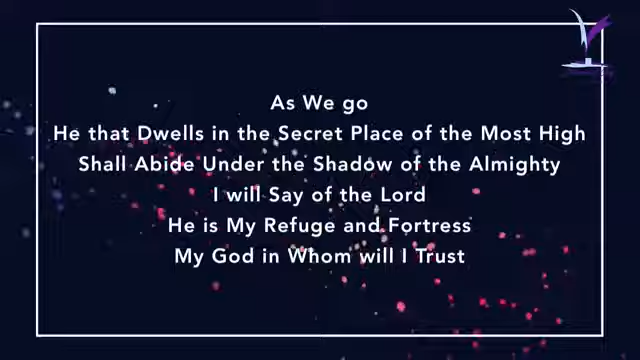 As We go
He that Dwells in the Secret Place of the Most High
Shall Abide Under the Shadow of the Almighty
I will Say of the Lord
He is My Refuge and Fortress
My God in Whom will I Trust